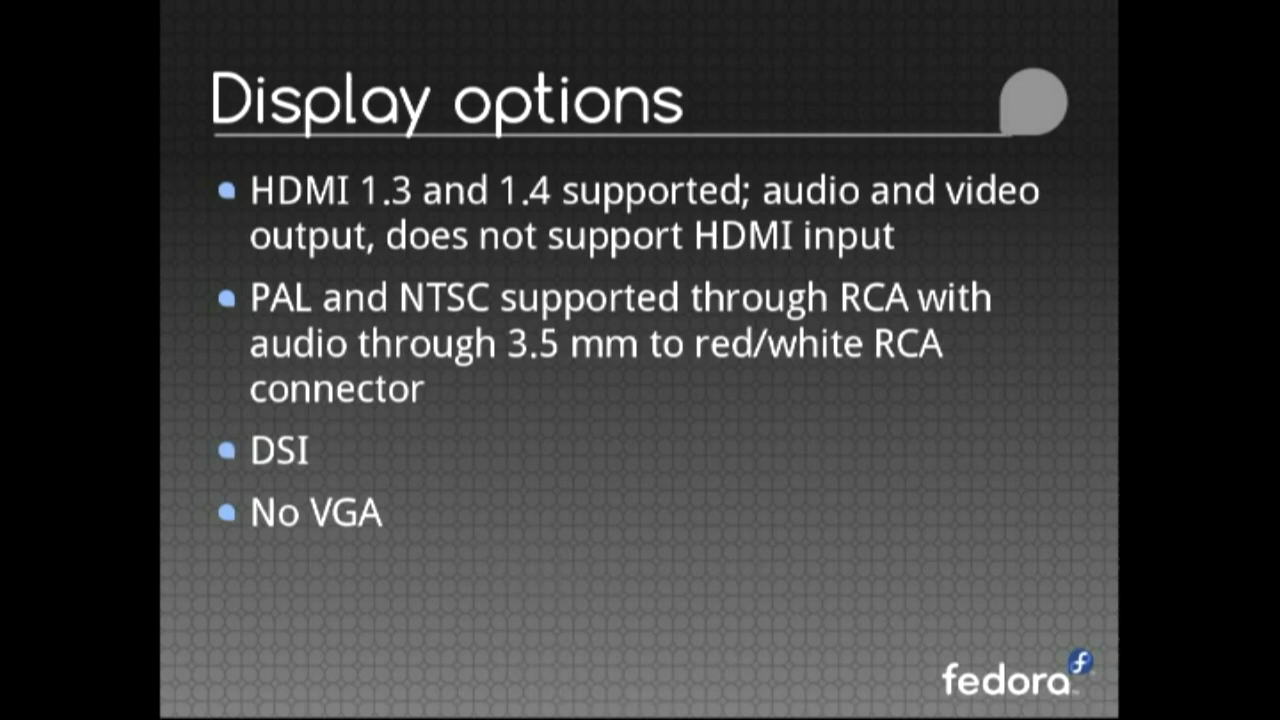 Display options
HDMI 1.3 and 1.4 supported; audio and video
output, does not support HDMI input
PAL and NTSC supported through RCA with
audio through 3.5 mm to red/white RCA
connector
DSI
No VGA
fedora